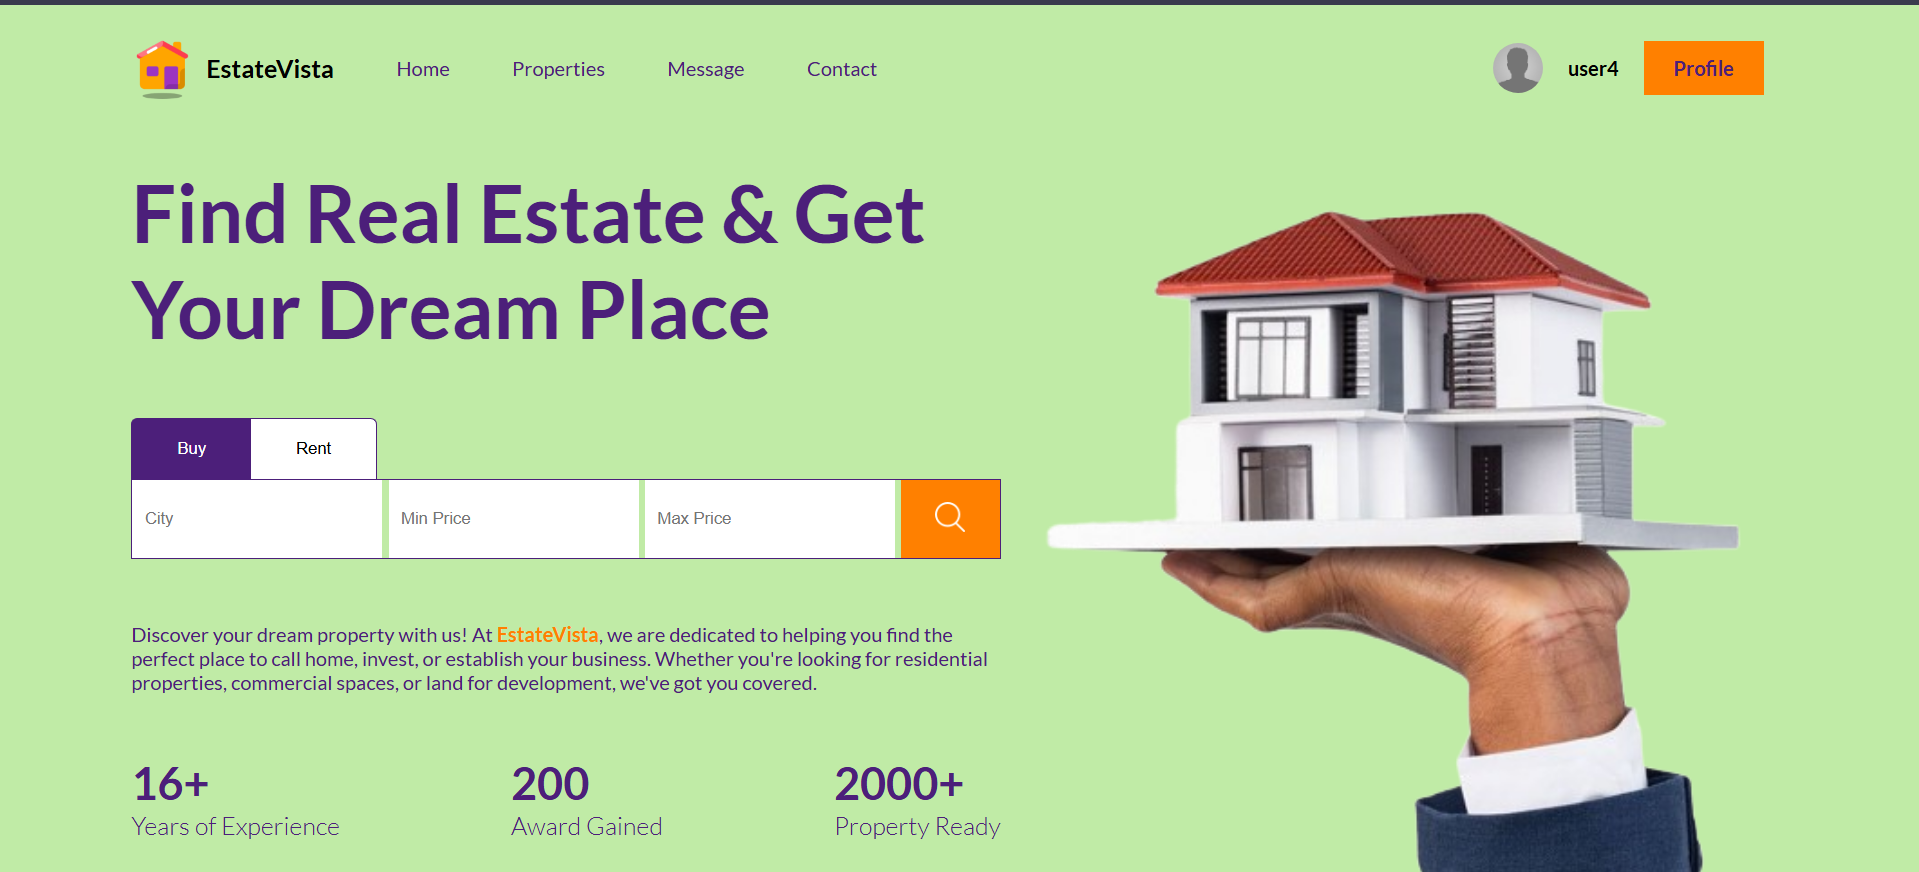 EstateVista
Home
Properties
Message
Contact
user4
Profile
Find Real Estate & Get
Your Dream Place
Buy
Rent
City
Min Price
Max Price
Discover your dream property with us! At EstateVista, we are dedicated to helping you find the
perfect place to call home, invest, or establish your business. Whether you're looking for residential
properties, commercial spaces, or land for development, we've got you covered.
16+
Years of Experience
200
Award Gained
2000+
Property Ready